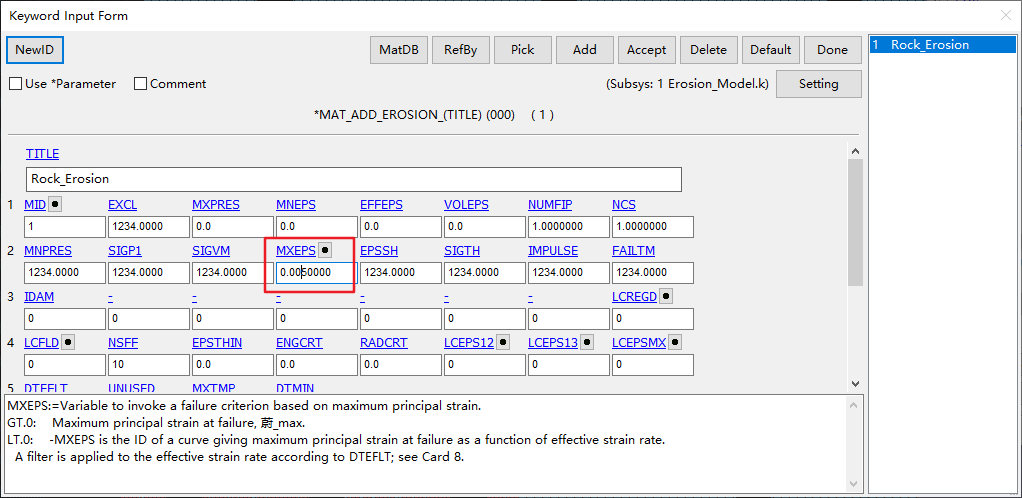 Keyword Input Form
NewID MatDB RefBy Pick Add Accept Delete Default Done
Use *Parameter Comment (Subsys: 1 Erosion_Model.k) Setting
*MAT_ADD_EROSION_(TITLE) (000) ( 1 )
TITLE
Rock_Erosion
1 MID EXCL MXPRES MNEPS EFFEPS VOLEPS NUMFIP NCS
1 1234.0000 0.0 0.0 0.0 0.0 1.0000000 1.0000000
2 MNPRES SIGP1 SIGVM MXEPS EPSSH SIGTH IMPULSE FAILTM
1234.0000 1234.0000 1234.0000 0.0050000 1234.0000 1234.0000 1234.0000 1234.0000
3 IDAM - - - - - - LCREGD
0 0 0 0 0 0 0 0
4 LCFLD NSFF EPSTHIN ENGCRT RADCRT LCEPS12 LCEPS13 LCEPSMX
0 10 0.0 0.0 0.0 0 0 0
5 DTEFLT UNUSED MXTMP DTMIN
MXEPS:=Variable to invoke a failure criterion based on maximum principal strain.
GT.0: Maximum principal strain at failure, 蔚_max.
LT.0: -MXEPS is the ID of a curve giving maximum principal strain at failure as a function of effective strain rate.
A filter is applied to the effective strain rate according to DTEFLT; see Card 8.
1 Rock_Erosion